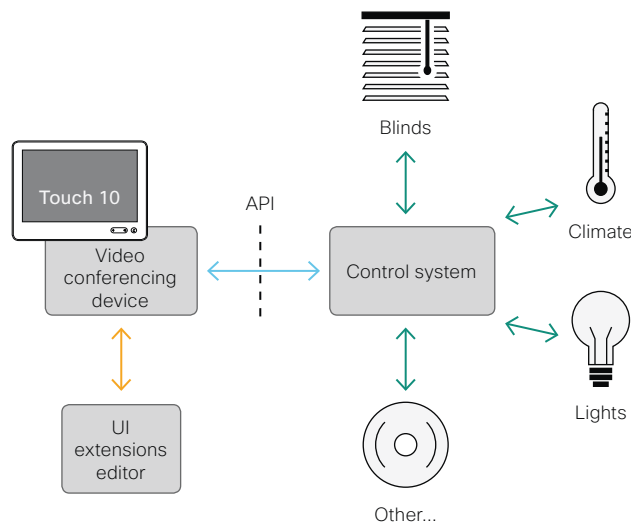 Blinds
Touch 10
API
Climate
Video
conferencing
device
Control system
Lights
UI
extensions
editor
Other...